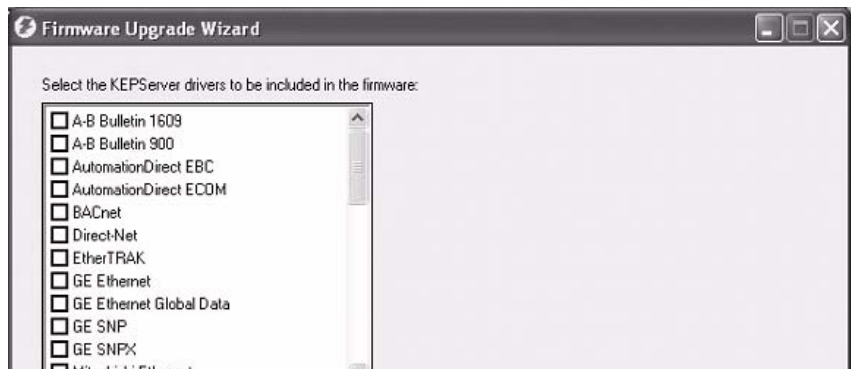 Firmware Upgrade Wizard
Select the KEPServer drivers to be included in the firmware:
A-B Bulletin 1609
A-B Bulletin 900
AutomationDirect EBC
AutomationDirect ECOM
BACnet
Direct-Net
EtherTRAK
GE Ethernet
GE Ethernet Global Data
GE SNP
GE SNPX